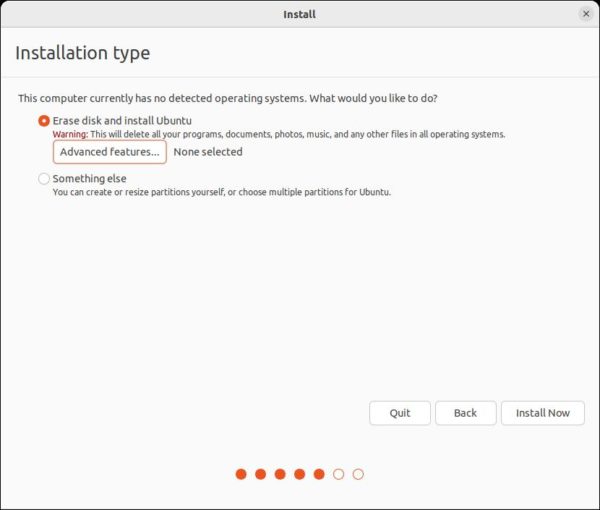 Install
Installation type
This computer currently has no detected operating systems. What would you like to do?
Erase disk and install Ubuntu
Warning: This will delete all your programs, documents, photos, music, and any other files in all operating systems.
Advanced features... None selected
Something else
You can create or resize partitions yourself, or choose multiple partitions for Ubuntu.
Quit Back Install Now